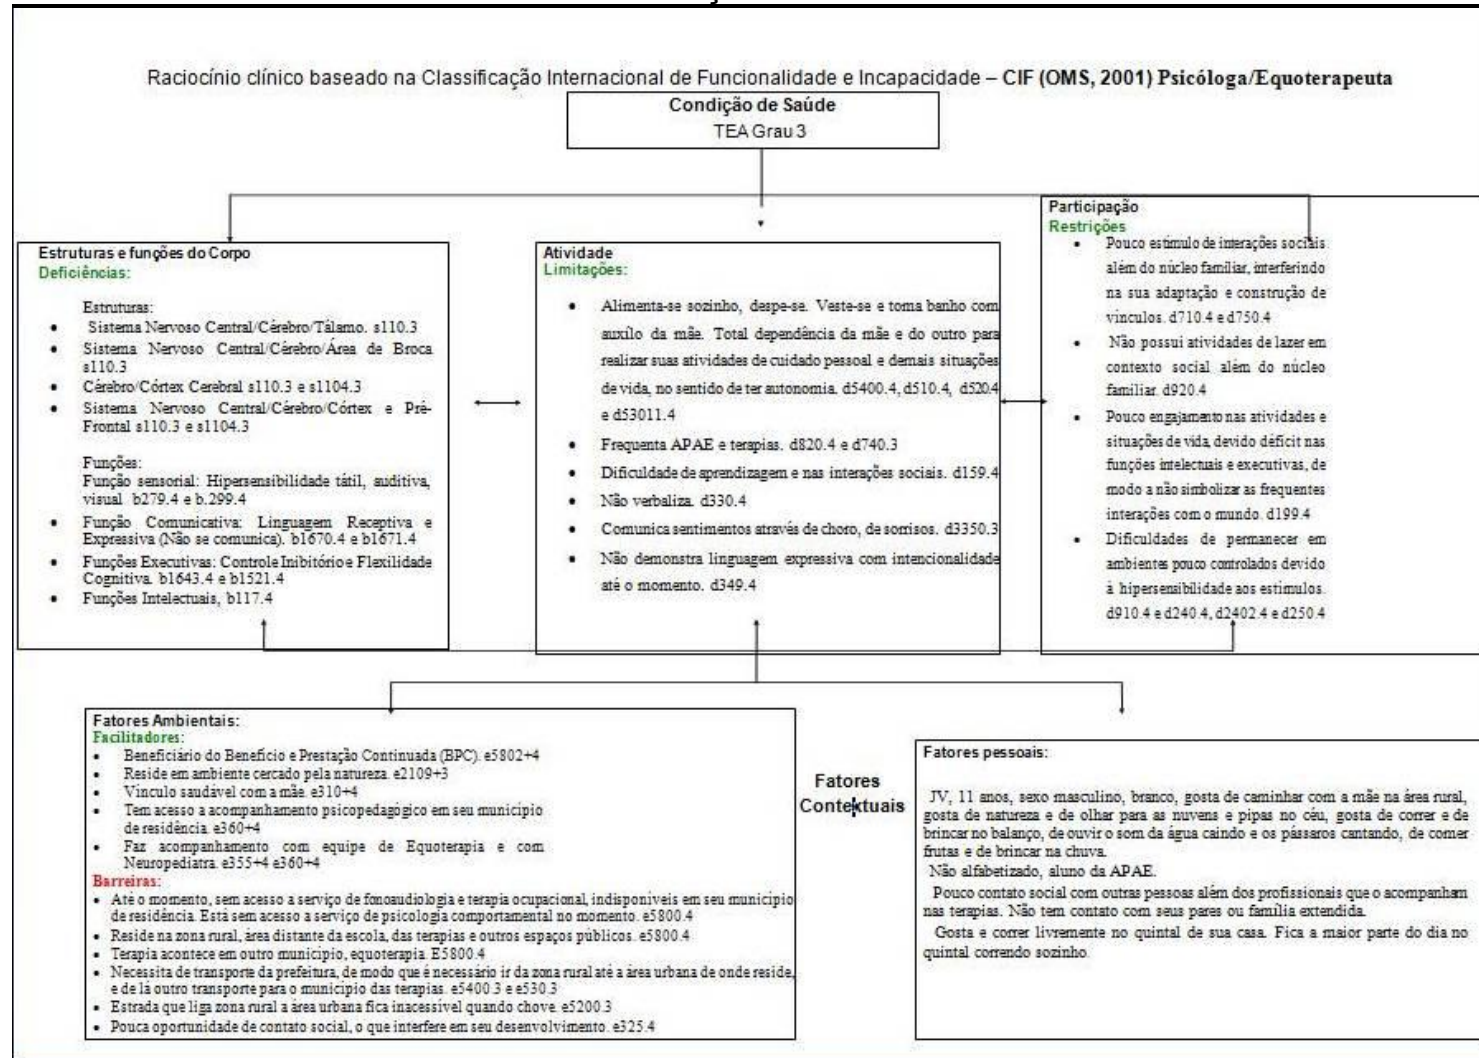 Raciocínio clínico baseado na Classificação Internacional de Funcionalidade e Incapacidade – CIF (OMS, 2001) Psicóloga/Equoterapeuta
Condição de Saúde
TEA Grau 3
Estruturas e funções do Corpo
Deficiências:
Estruturas:
• Sistema Nervoso Central/Cérebro/Tálamo. s110.3
• Sistema Nervoso Central/Cérebro/Área de Broca
s110.3
• Cérebro/Córtex Cerebral s110.3 e s1104.3
• Sistema Nervoso Central/Cérebro/Córtex e Pré-
Frontal s110.3 e s1104.3
Funções:
Função sensorial: Hipersensibilidade tátil, auditiva,
visual b279.4 e b.299.4
• Função Comunicativa: Linguagem Receptiva e
Expressiva (Não se comunica). b1670.4 e b1671.4
• Funções Executivas: Controle Inibitório e Flexilidade
Cognitiva. b1643.4 e b1521.4
• Funções Intelectuais, b117.4
Atividade
Limitações:
• Alimenta-se sozinho, despe-se. Veste-se e toma banho com
auxílo da mãe. Total dependência da mãe e do outro para
realizar suas atividades de cuidado pessoal e demais situações
de vida, no sentido de ter autonomia. d5400.4, d510.4, d520.4
e d53011.4
• Frequenta APAE e terapias. d820.4 e d740.3
• Dificuldade de aprendizagem e nas interações sociais. d159.4
• Não verbaliza. d330.4
• Comunica sentimentos através de choro, de sorrisos. d3350.3
• Não demonstra linguagem expressiva com intencionalidade
até o momento. d349.4
Participação
Restrições
• Pouco estímulo de interações sociais
além do núcleo familiar, interferindo
na sua adaptação e construção de
vínculos. d710.4 e d750.4
• Não possui atividades de lazer em
contexto social além do núcleo
familiar. d920.4
• Pouco engajamento nas atividades e
situações de vida, devido déficit nas
funções intelectuais e executivas, de
modo a não simbolizar as frequentes
interações com o mundo. d199.4
• Dificuldades de permanecer em
ambientes pouco controlados devido
à hipersensibilidade aos estímulos.
d910.4 e d240.4, d2402.4 e d250.4
Fatores Ambientais:
Facilitadores:
• Beneficiário do Benefício e Prestação Continuada (BPC). e5802+4
• Reside em ambiente cercado pela natureza. e2109+3
• Vínculo saudável com a mãe. e310+4
• Tem acesso a acompanhamento psicopedagógico em seu município
de residência. e360+4
• Faz acompanhamento com equipe de Equoterapia e com
Neuropediatra. e355+4 e360+4
Barreiras:
• Até o momento, sem acesso a serviço de fonoaudiologia e terapia ocupacional, indisponíveis em seu município
de residência. Está sem acesso a serviço de psicologia comportamental no momento. e5800.4
• Reside na zona rural, área distante da escola, das terapias e outros espaços públicos. e5800.4
• Terapia acontece em outro município, equoterapia. E5800.4
• Necessita de transporte da prefeitura, de modo que é necessário ir da zona rural até a área urbana de onde reside,
e de lá outro transporte para o município das terapias. e5400.3 e e530.3
• Estrada que liga zona rural a área urbana fica inacessível quando chove. e5200.3
• Pouca oportunidade de contato social, o que interfere em seu desenvolvimento. e325.4
Fatores
Contextuais
Fatores pessoais:
JV, 11 anos, sexo masculino, branco, gosta de caminhar com a mãe na área rural,
gosta de natureza e de olhar para as nuvens e pipas no céu, gosta de correr e de
brincar no balanço, de ouvir o som da água caindo e os pássaros cantando, de comer
frutas e de brincar na chuva.
Não alfabetizado, aluno da APAE.
Pouco contato social com outras pessoas além dos profissionais que o acompanham
nas terapias. Não tem contato com seus pares ou família extendida.
Gosta e correr livremente no quintal de sua casa. Fica a maior parte do dia no
quintal correndo sozinho.